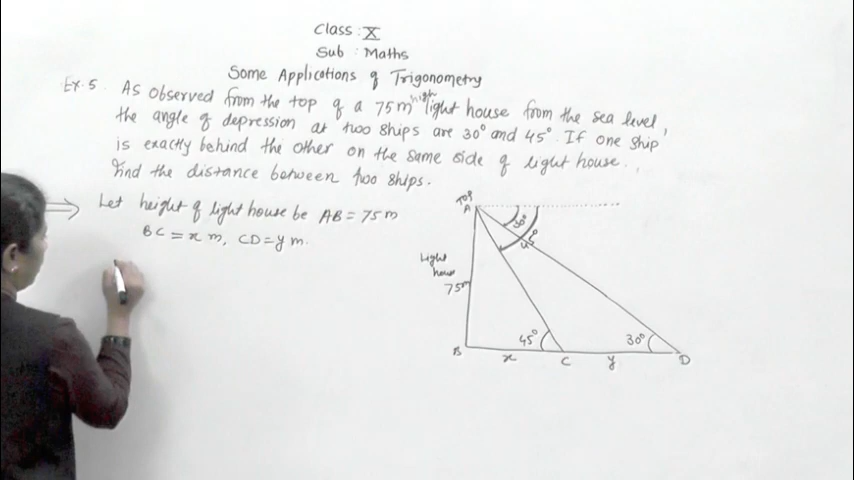 Class : X
Sub : Maths
Some Applications of Trigonometry
Ex-5. As observed from the top of a 75m high light house from the sea level,
the angle of depression at two ships are 30° and 45°. If one ship
is exactly behind the other on the same side of light house.
find the distance between two ships.
⇒ Let height of light house be AB = 75 m
BC = x m, CD = y m.
TOP
A
30°
45°
Light
house
75m
45°
30°
B
x
C
y
D